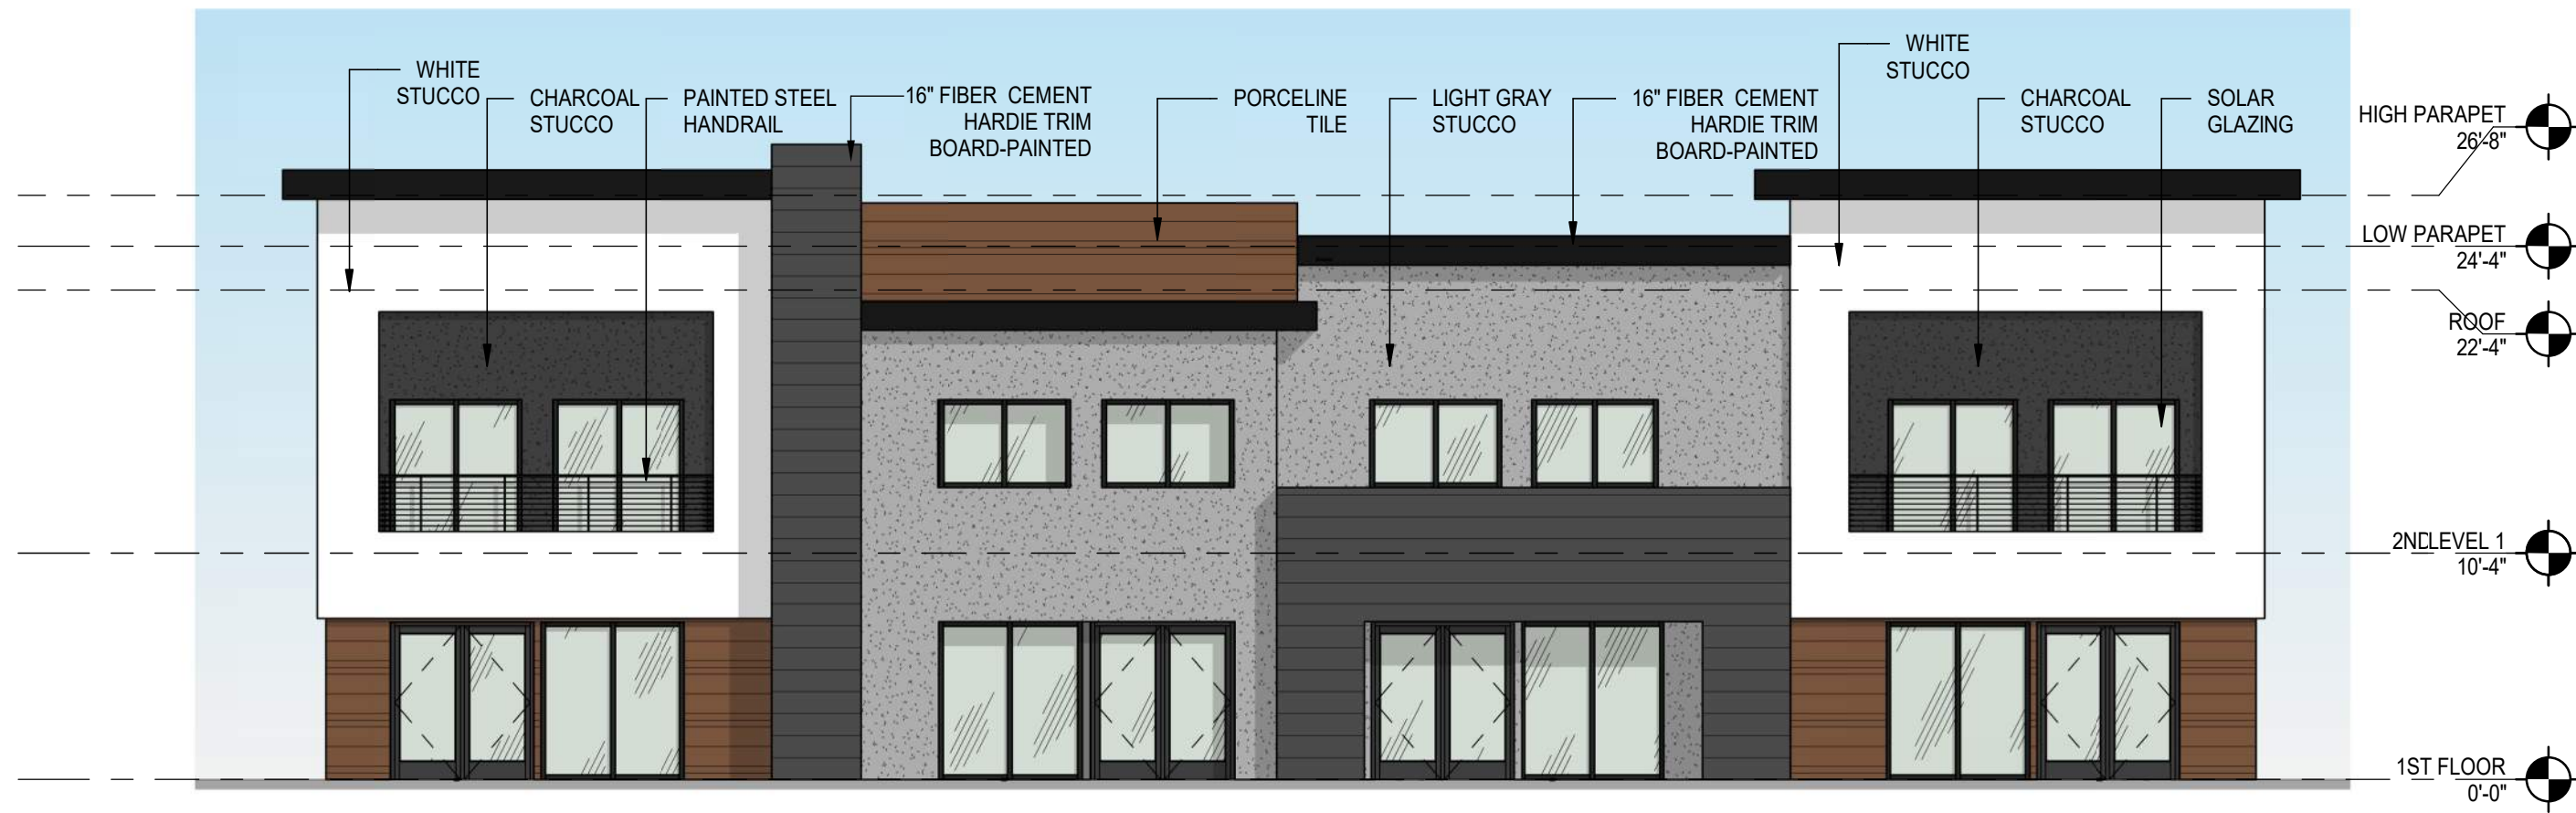 WHITE
STUCCO
CHARCOAL
STUCCO
PAINTED STEEL
HANDRAIL
16" FIBER CEMENT
HARDIE TRIM
BOARD-PAINTED
PORCELINE
TILE
LIGHT GRAY
STUCCO
16" FIBER CEMENT
HARDIE TRIM
BOARD-PAINTED
WHITE
STUCCO
CHARCOAL
STUCCO
SOLAR
GLAZING
HIGH PARAPET
26'-8"
LOW PARAPET
24'-4"
ROOF
22'-4"
2NDLEVEL 1
10'-4"
1ST FLOOR
0'-0"